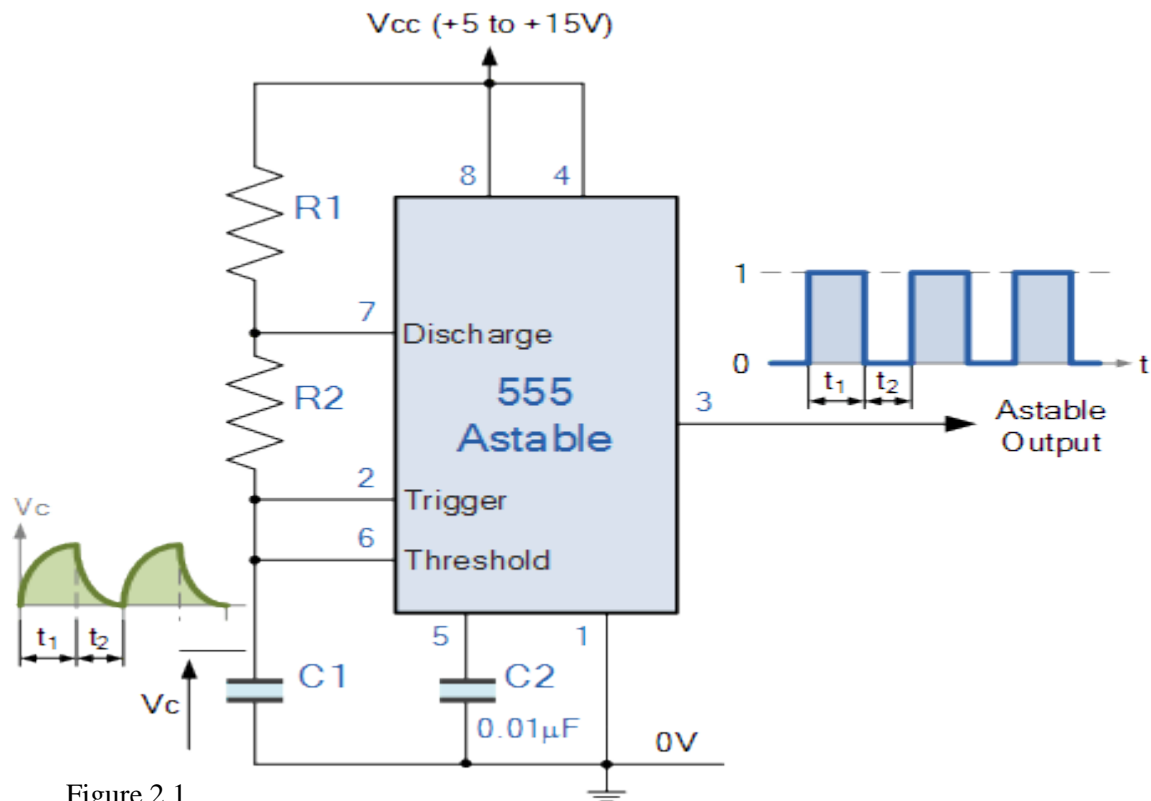 Vcc (+5 to +15V)
8
4
R1
7
Discharge
R2
555
Astable
3
1
0
t
t₁
t₂
Astable
Output
2
Trigger
6
Threshold
Vc
t₁
t₂
5
1
C1
C2
Vc
0.01µF
0V
Figure 2.1